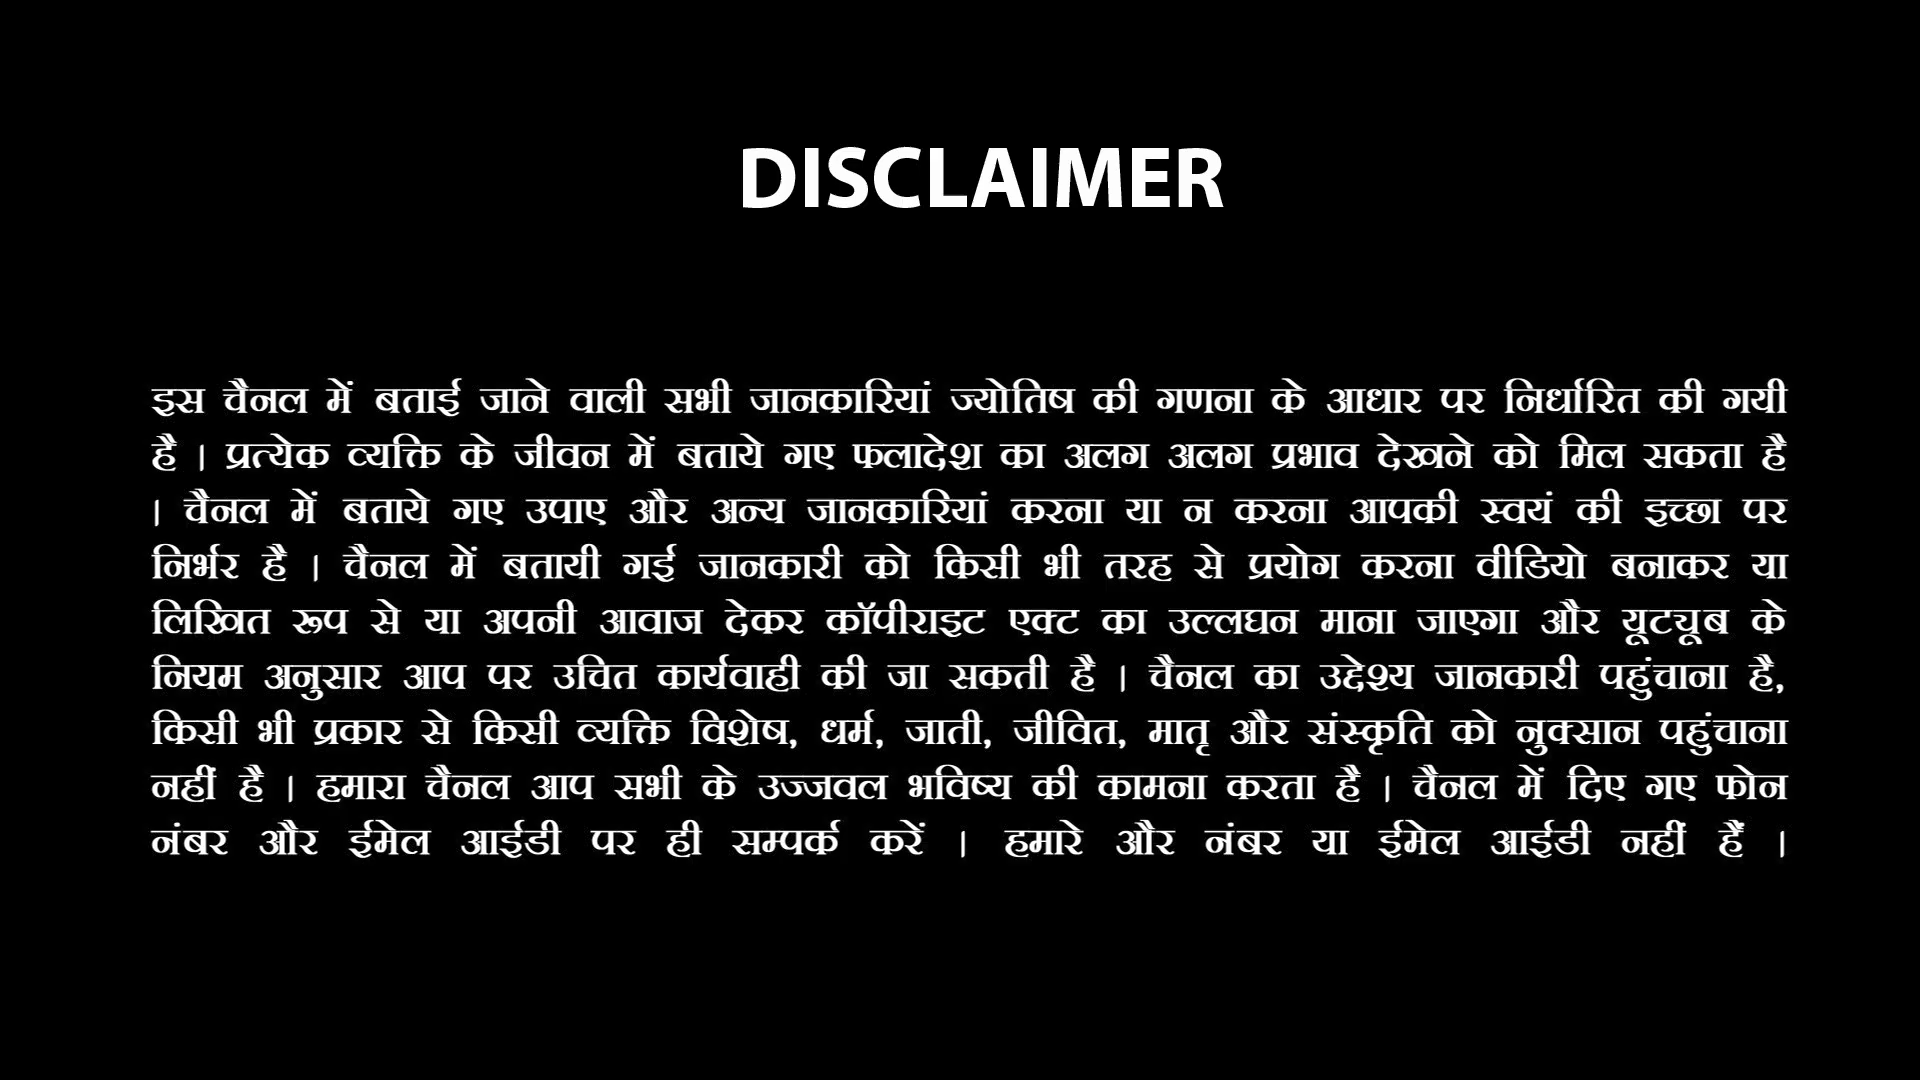 DISCLAIMER
इस चैनल में बताई जाने वाली सभी जानकारियां ज्योतिष की गणना के आधार पर निर्धारित की गयी
है । प्रत्येक व्यक्ति के जीवन में बताये गए फलादेश का अलग अलग प्रभाव देखने को मिल सकता है
। चैनल में बताये गए उपाए और अन्य जानकारियां करना या न करना आपकी स्वयं की इच्छा पर
निर्भर है । चैनल में बतायी गई जानकारी को किसी भी तरह से प्रयोग करना वीडियो बनाकर या
लिखित रूप से या अपनी आवाज देकर कॉपीराइट एक्ट का उल्लघन माना जाएगा और यूट्यूब के
नियम अनुसार आप पर उचित कार्यवाही की जा सकती है । चैनल का उद्देश्य जानकारी पहुंचाना है,
किसी भी प्रकार से किसी व्यक्ति विशेष, धर्म, जाती, जीवित, मातृ और संस्कृति को नुक्सान पहुंचाना
नहीं है । हमारा चैनल आप सभी के उज्जवल भविष्य की कामना करता है । चैनल में दिए गए फोन
नंबर और ईमेल आईडी पर ही सम्पर्क करें । हमारे और नंबर या ईमेल आईडी नहीं हैं ।